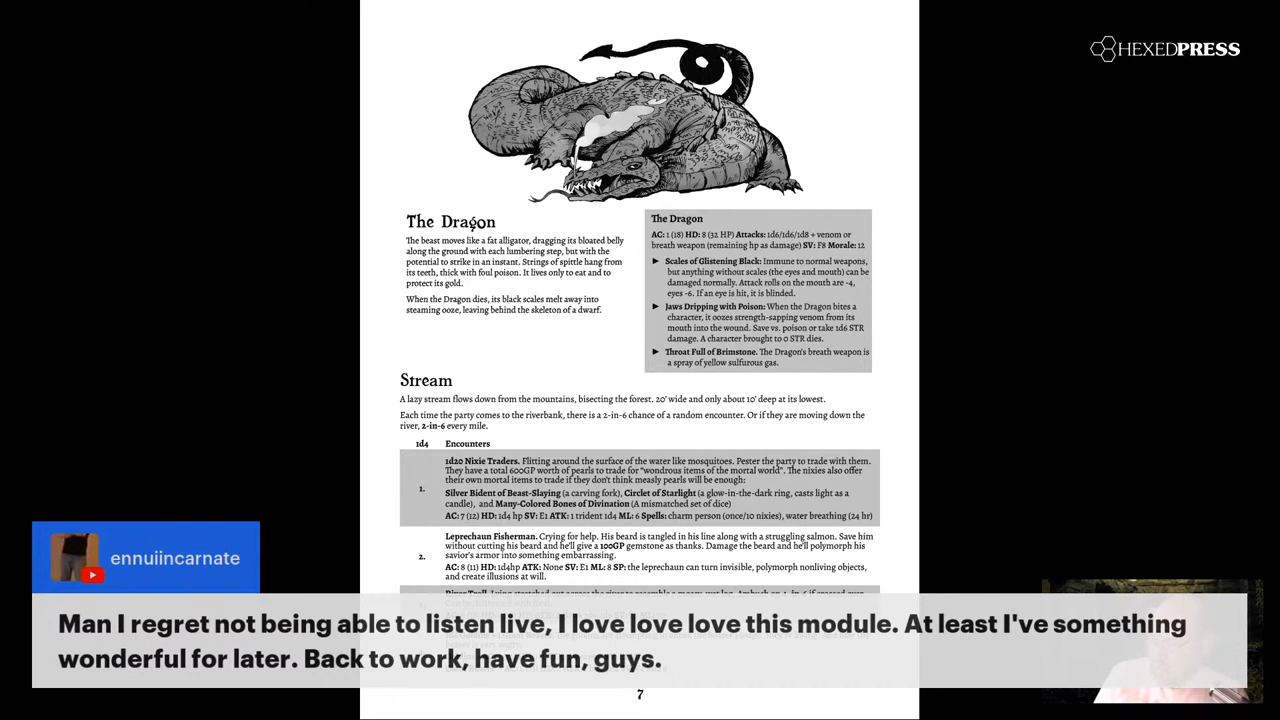 HEXEDPRESS
The Dragon
The beast moves like a fat alligator, dragging its bloated belly
along the ground with each lumbering step, but with the
potential to strike in an instant. Strings of spittle hang from
its teeth, thick with foul poison. It lives only to eat and to
protect its gold.
When the Dragon dies, its black scales melt away into
steaming ooze, leaving behind the skeleton of a dwarf.
The Dragon
AC: 1 (18) HD: 8 (32 HP) Attacks: 1d6/1d6/1d8 + venom or
breath weapon (remaining hp as damage) SV: F8 Morale: 12
► Scales of Glistening Black: Immune to normal weapons,
but anything without scales (the eyes and mouth) can be
damaged normally. Attack rolls on the mouth are -4,
eyes -6. If an eye is hit, it is blinded.
► Jaws Dripping with Poison: When the Dragon bites a
character, it oozes strength-sapping venom from its
mouth into the wound. Save vs. poison or take 1d6 STR
damage. A character brought to 0 STR dies.
► Throat Full of Brimstone. The Dragon's breath weapon is
a spray of yellow sulfurous gas.
Stream
A lazy stream flows down from the mountains, bisecting the forest. 20' wide and only about 10' deep at its lowest.
Each time the party comes to the riverbank, there is a 2-in-6 chance of a random encounter. Or if they are moving down the
river, 2-in-6 every mile.
1d4 Encounters
1d20 Nixie Traders. Flitting around the surface of the water like mosquitoes. Pester the party to trade with them.
They have a total 600GP worth of pearls to trade for "wondrous items of the mortal world". The nixies also offer
their own mortal items to trade if they don't think measly pearls will be enough:
1.
Silver Bident of Beast-Slaying (a carving fork), Circlet of Starlight (a glow-in-the-dark ring, casts light as a
candle), and Many-Colored Bones of Divination (A mismatched set of dice)
AC: 7 (12) HD: 1d4 hp SV: E1 ATK: 1 trident 1d4 ML: 6 Spells: charm person (once/10 nixies), water breathing (24 hr)
Leprechaun Fisherman. Crying for help. His beard is tangled in his line along with a struggling salmon. Save him
without cutting his beard and he'll give a 100GP gemstone as thanks. Damage the beard and he'll polymorph his
2.
savior's armor into something embarrassing.
AC: 8 (11) HD: 1d4hp ATK: None SV: E1 ML: 8 SP: the leprechaun can turn invisible, polymorph nonliving objects,
and create illusions at will.
ennuiincarnate
Man I regret not being able to listen live, I love love love this module. At least I've something
wonderful for later. Back to work, have fun, guys.
7